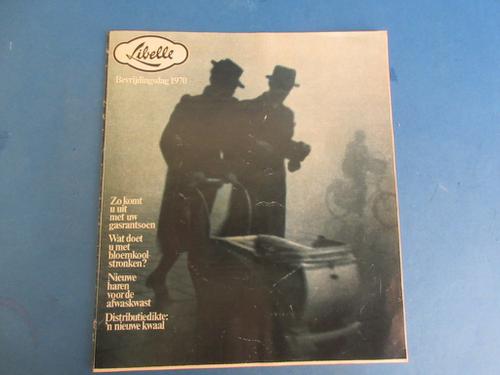 Libelle
Bevrijdingsdag 1970
Zo komt
u uit
met uw
gasrantsoen
Wat doet
u met
bloemkool-
stronken?
Nieuwe
haren
voor de
afwaskwast
Distributiedikte:
'n nieuwe kwaal